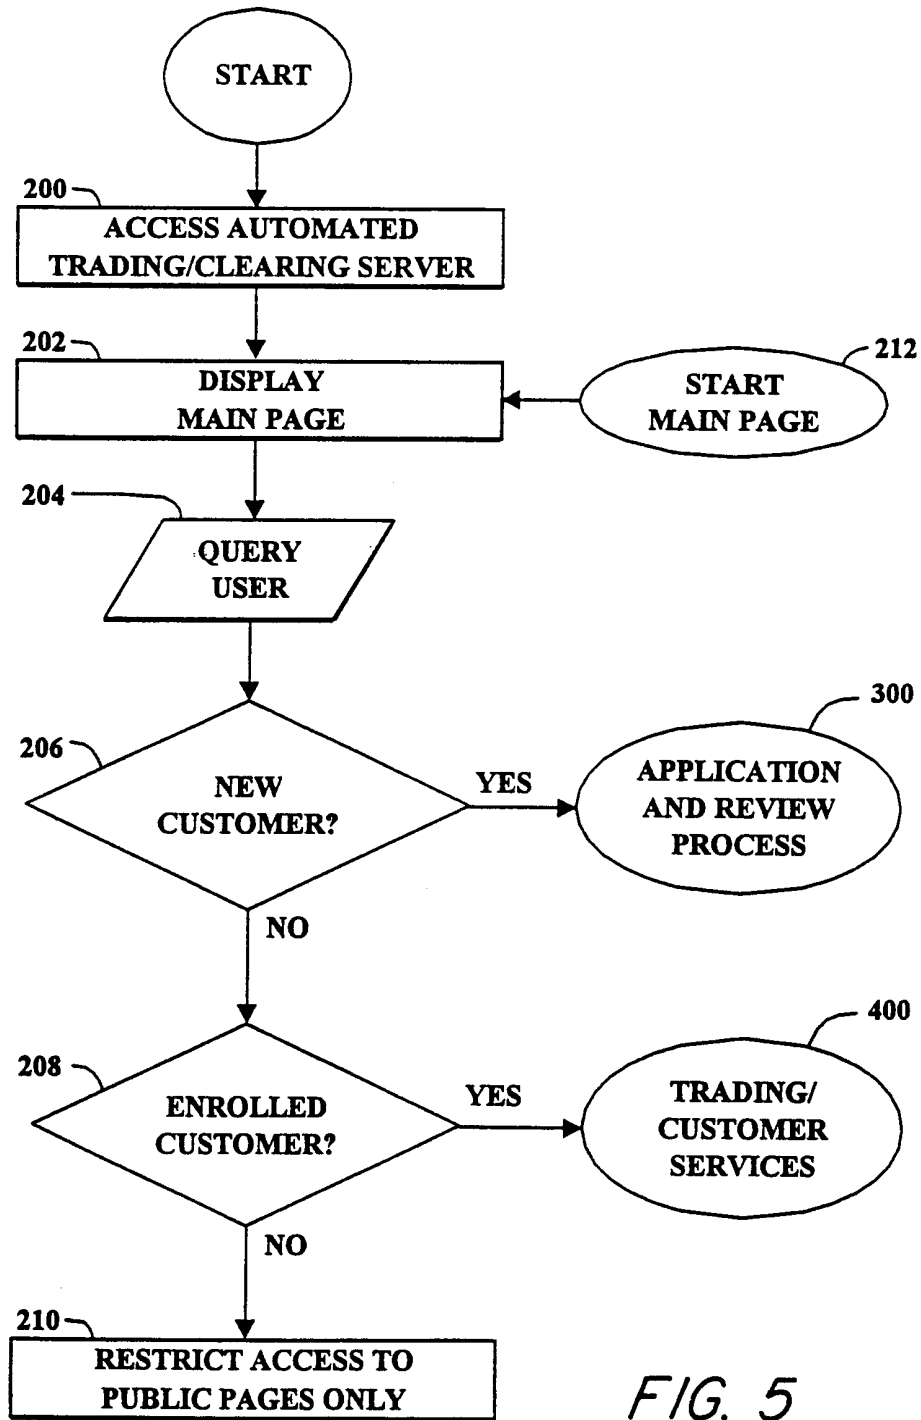 START
200
ACCESS AUTOMATED
TRADING/CLEARING SERVER
202
DISPLAY
MAIN PAGE
212
START
MAIN PAGE
204
QUERY
USER
206
NEW
CUSTOMER?
YES
300
APPLICATION
AND REVIEW
PROCESS
NO
208
ENROLLED
CUSTOMER?
YES
400
TRADING/
CUSTOMER
SERVICES
NO
210
RESTRICT ACCESS TO
PUBLIC PAGES ONLY
FIG. 5